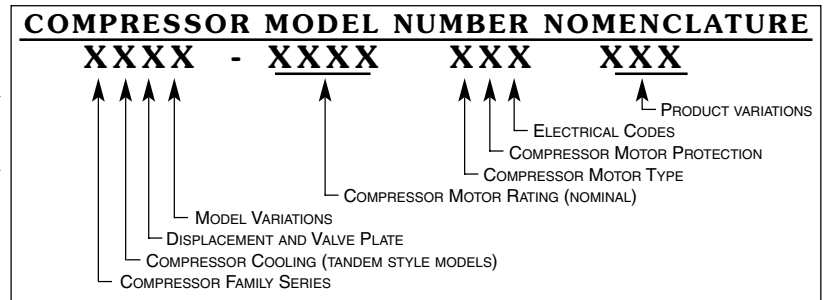 COMPRESSOR MODEL NUMBER NOMENCLATURE
XXXX - XXXX XXX XXX
PRODUCT VARIATIONS
ELECTRICAL CODES
COMPRESSOR MOTOR PROTECTION
COMPRESSOR MOTOR TYPE
COMPRESSOR MOTOR RATING (NOMINAL)
MODEL VARIATIONS
DISPLACEMENT AND VALVE PLATE
COMPRESSOR COOLING (TANDEM STYLE MODELS)
COMPRESSOR FAMILY SERIES